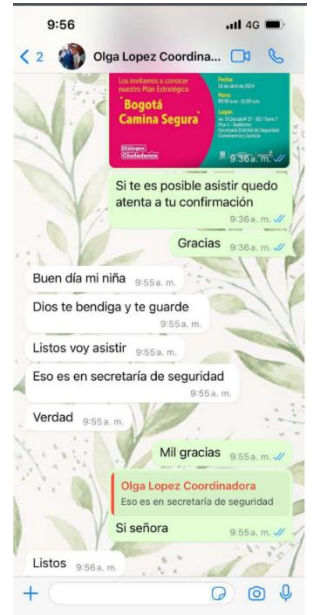 9:56
4G
2
Olga Lopez Coordina...
Los invitamos a conocer
nuestro Plan Estratégico
"Bogotá
Camina Segura"
Diálogos
Ciudadanos
Fecha:
Hora:
Lugar:
9:36 a. m.
Si te es posible asistir quedo
atenta a tu confirmación
9:36 a. m.
Gracias 9:36 a. m.
Buen día mi niña 9:55 a. m.
Dios te bendiga y te guarde
9:55 a. m.
Listos voy asistir 9:55 a. m.
Eso es en secretaría de seguridad
9:55 a. m.
Verdad 9:55 a. m.
Mil gracias 9:55 a. m.
Olga Lopez Coordinadora
Eso es en secretaría de seguridad
Si señora 9:55 a. m.
Listos 9:56 a. m.